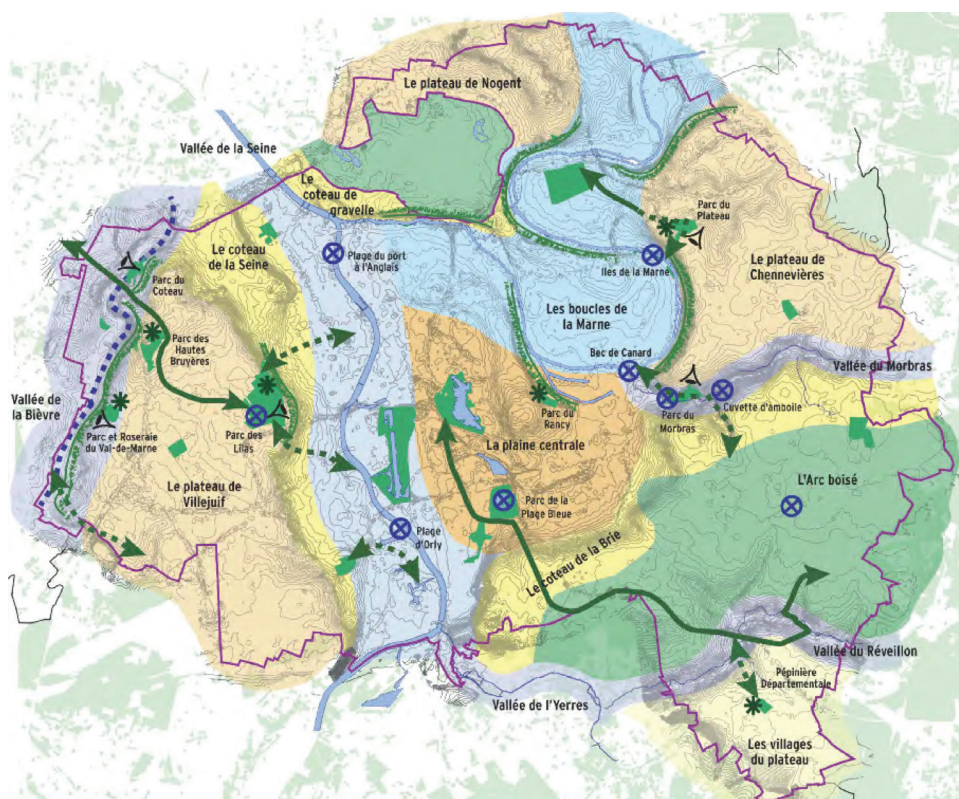 Le plateau de Nogent
Vallée de la Seine
Le
coteau de
gravelle
Parc du
Plateau
Le coteau
de la Seine
Plage du port
à l'Anglais
Iles de la Marne
Le plateau de
Chennevières
Parc du
Coteau
Les boucles de
la Marne
Parc des
Hautes
Bruyères
Bec de Canard
Vallée du Morbras
Vallée de
la Bièvre
Parc et Roseraie
du Val-de-Marne
Parc des
Lilas
Parc du
Rancy
Parc du
Morbras
Cuvette d'amboile
La plaine centrale
Le plateau de
Villejuif
L'Arc boisé
Parc de la
Plage Bleue
Plage
d'Orly
Le coteau de la Brie
Vallée du Réveillon
Pépinière
Départementale
Vallée de l'Yerres
Les villages
du plateau